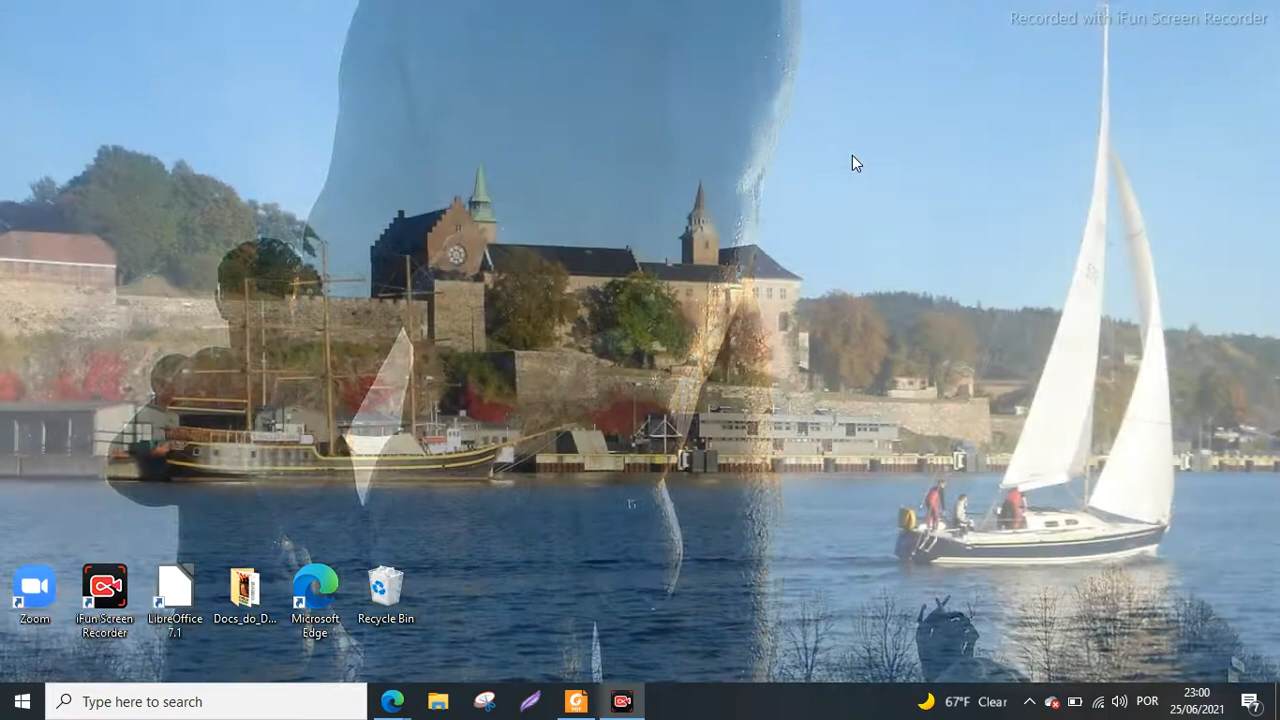 Recorded with iFun Screen Recorder
Zoom
iFun Screen
Recorder
LibreOffice
7.1
Docs_do_D...
Microsoft
Edge
Recycle Bin
Type here to search
67°F Clear
POR
23:00
25/06/2021
7